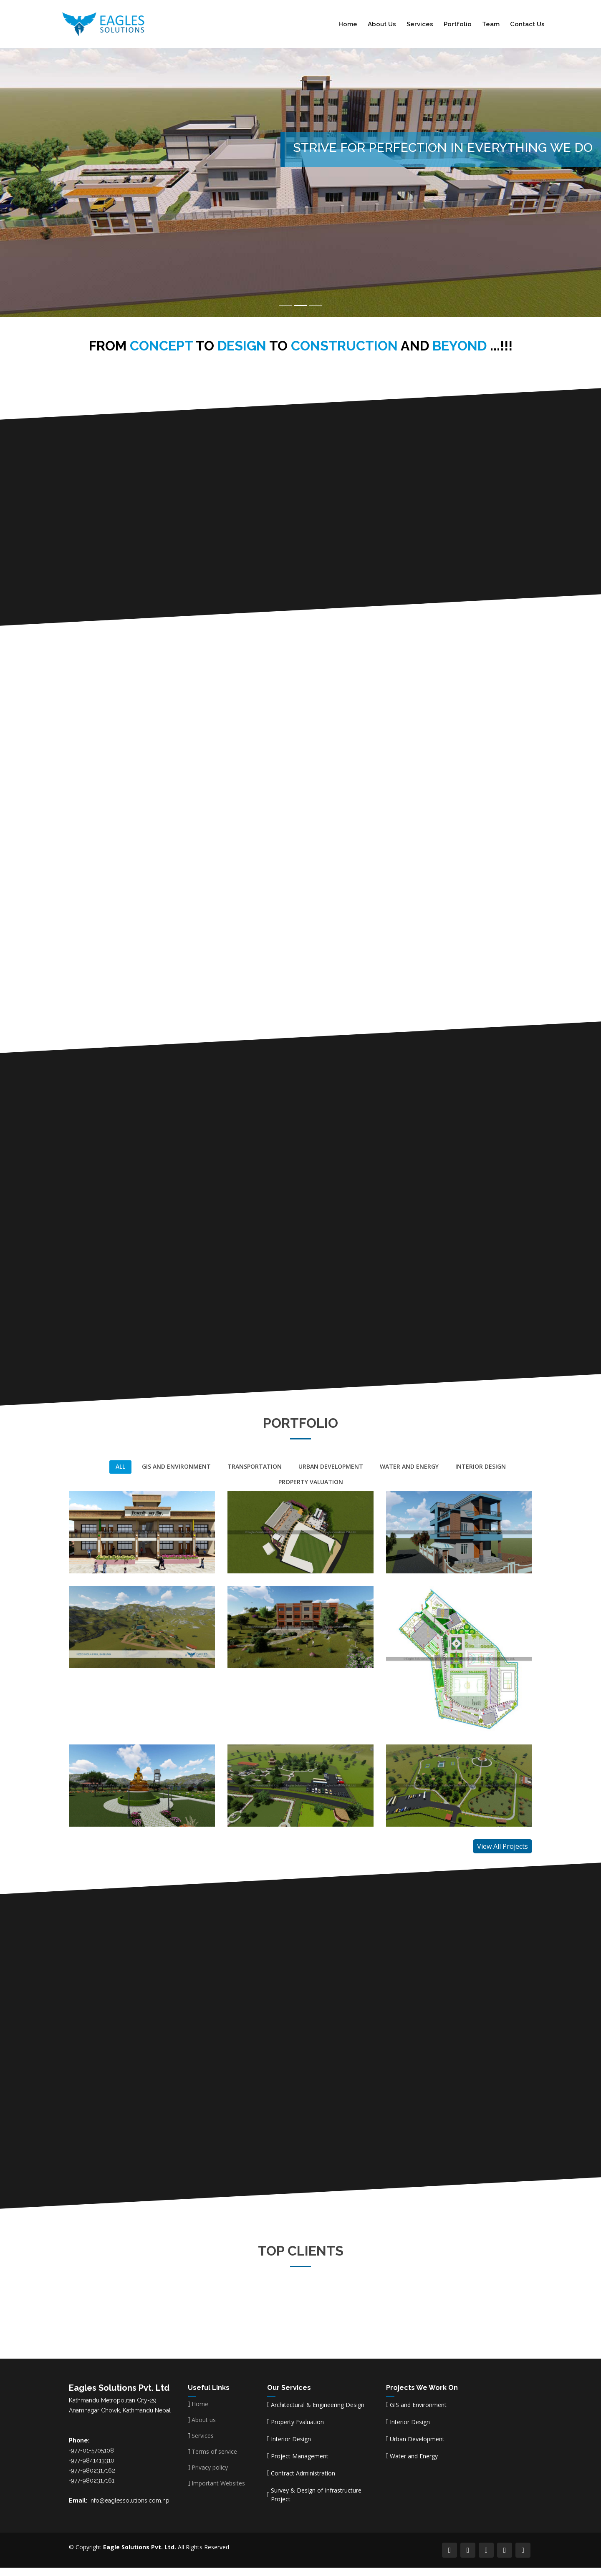 EAGLES
SOLUTIONS
Home About Us Services Portfolio Team Contact Us
STRIVE FOR PERFECTION IN EVERYTHING WE DO
FROM CONCEPT TO DESIGN TO CONSTRUCTION AND BEYOND ...!!!
PORTFOLIO
ALL GIS AND ENVIRONMENT TRANSPORTATION URBAN DEVELOPMENT WATER AND ENERGY INTERIOR DESIGN
PROPERTY VALUATION
View All Projects
TOP CLIENTS
Eagles Solutions Pvt. Ltd
Kathmandu Metropolitan City-29
Anamnagar Chowk, Kathmandu Nepal
Phone:
+977-01-5705108
+977-9841413310
+977-9802317162
+977-9802317161
Email: info@eaglessolutions.com.np
Useful Links
Home
About us
Services
Terms of service
Privacy policy
Important Websites
Our Services
Architectural & Engineering Design
Property Evaluation
Interior Design
Project Management
Contract Administration
Survey & Design of Infrastructure
Project
Projects We Work On
GIS and Environment
Interior Design
Urban Development
Water and Energy
© Copyright Eagle Solutions Pvt. Ltd. All Rights Reserved